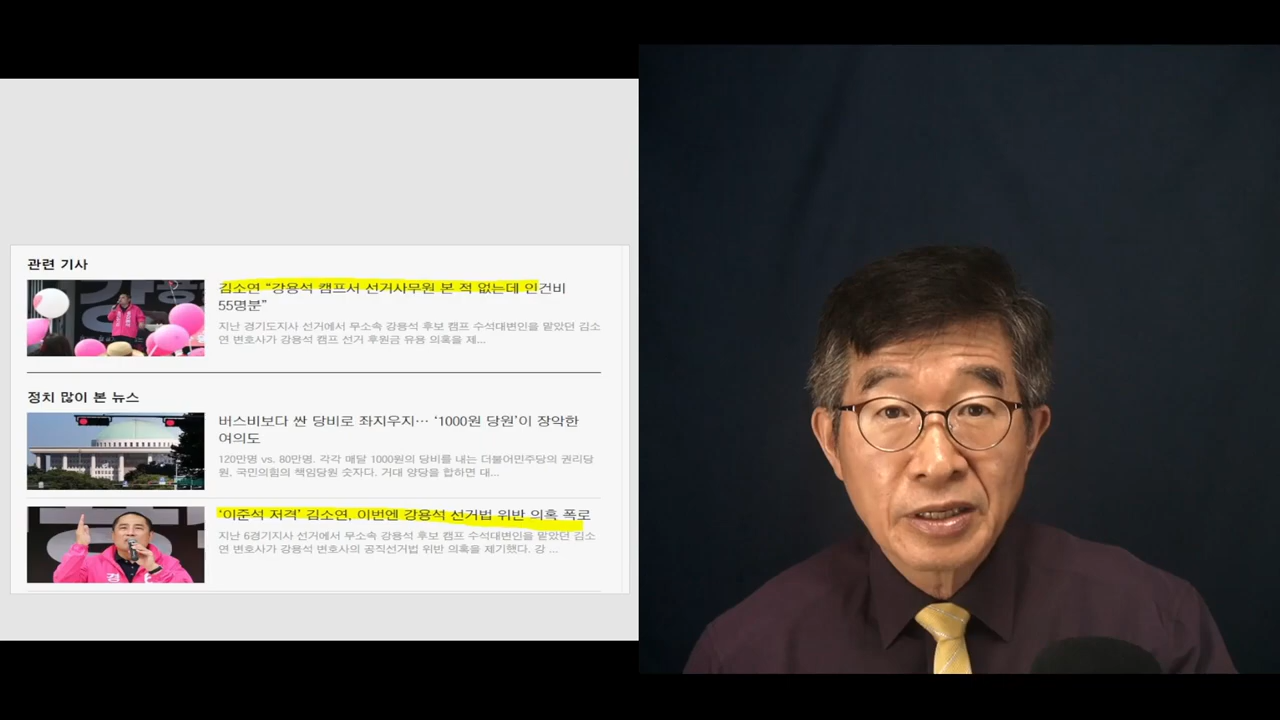 관련 기사
김소연 “강용석 캠프서 선거사무원 본 적 없는데 인건비
55명분”
지난 경기도지사 선거에서 무소속 강용석 후보 캠프 수석대변인을 맡았던 김소
연 변호사가 강용석 캠프 선거 후원금 유용 의혹을 제...
정치 많이 본 뉴스
버스비보다 싼 당비로 좌지우지… ‘1000원 당원’이 장악한
여의도
120만명 vs. 80만명. 각각 매달 1000원의 당비를 내는 더불어민주당의 권리당
원, 국민의힘의 책임당원 숫자다. 거대 양당을 합하면 대...
‘이준석 저격’ 김소연, 이번엔 강용석 선거법 위반 의혹 폭로
지난 6경기지사 선거에서 무소속 강용석 후보 캠프 수석대변인을 맡았던 김소
연 변호사가 강용석 변호사의 공직선거법 위반 의혹을 제기했다. 강 ...